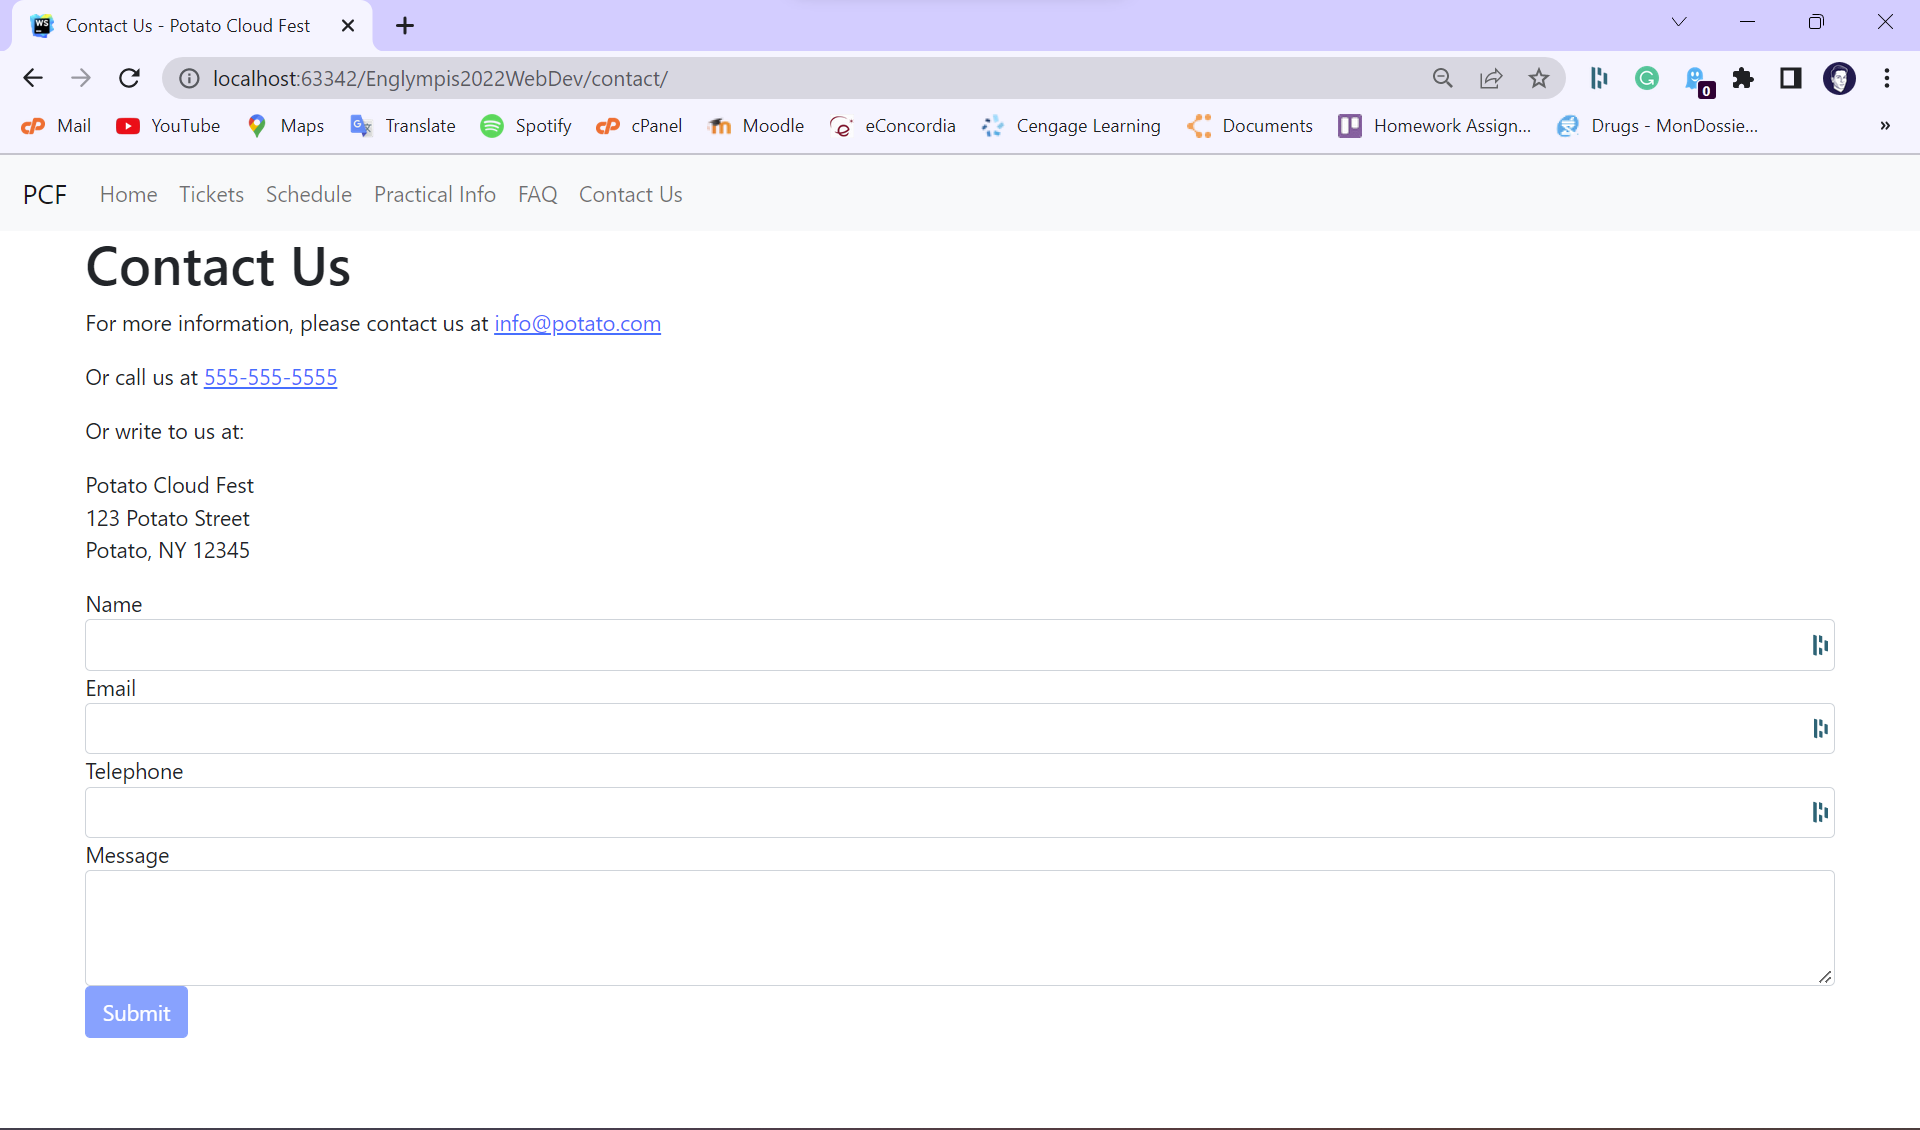 Contact Us - Potato Cloud Fest
localhost:63342/Englympis2022WebDev/contact/
0
Mail YouTube Maps Translate Spotify cPanel Moodle eConcordia Cengage Learning Documents Homework Assign... Drugs - MonDossie... »
PCF Home Tickets Schedule Practical Info FAQ Contact Us
Contact Us
For more information, please contact us at info@potato.com
Or call us at 555-555-5555
Or write to us at:
Potato Cloud Fest
123 Potato Street
Potato, NY 12345
Name
Email
Telephone
Message
Submit